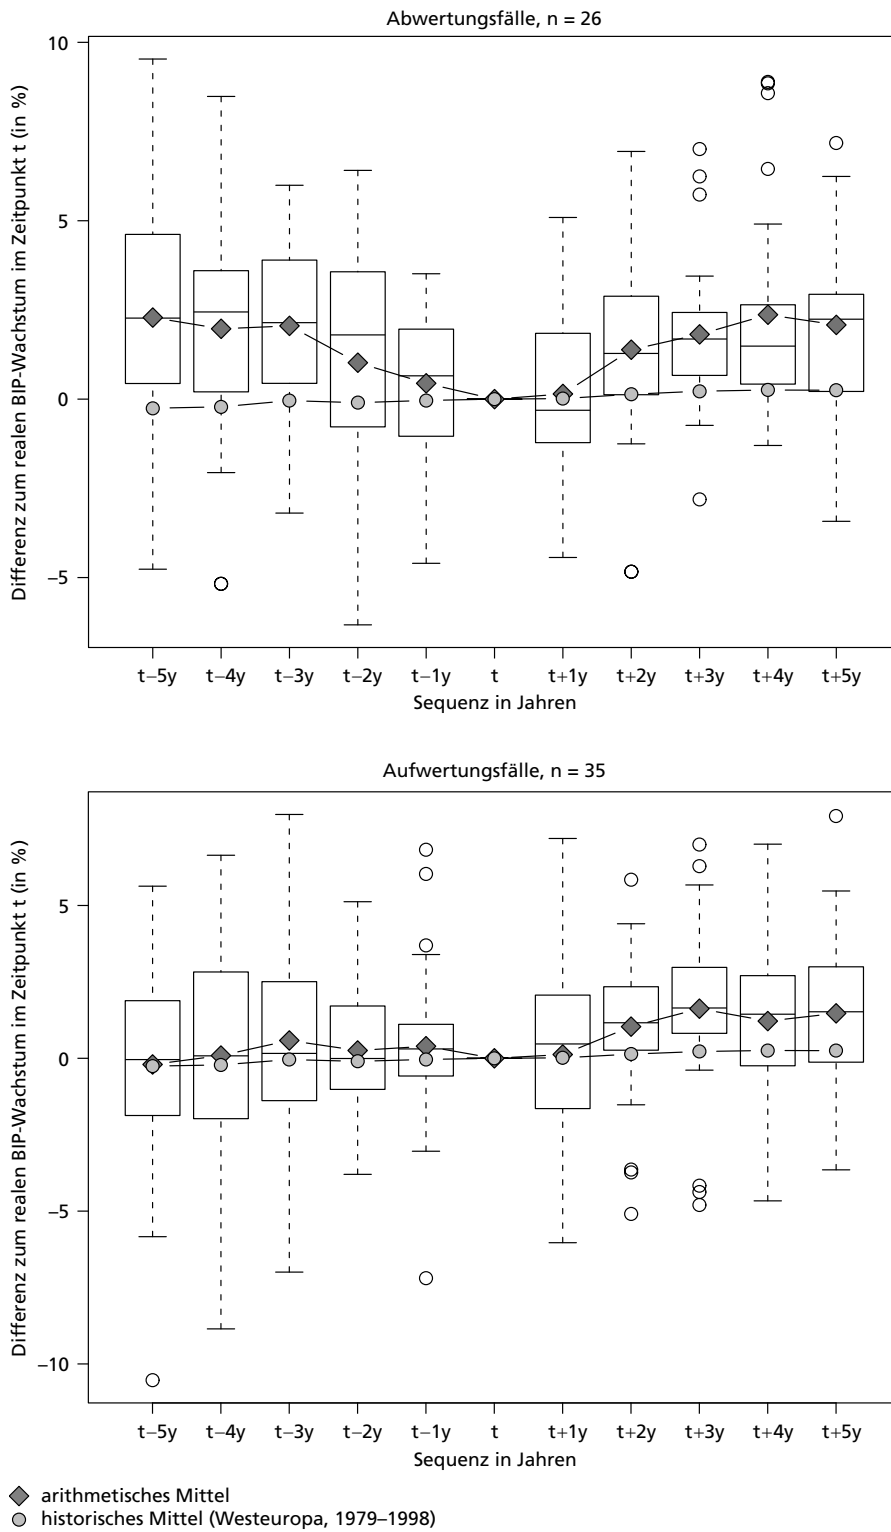 Abwertungsfälle, n = 26
Differenz zum realen BIP-Wachstum im Zeitpunkt t (in %)
10
5
0
−5
t−5y t−4y t−3y t−2y t−1y t t+1y t+2y t+3y t+4y t+5y
Sequenz in Jahren
Aufwertungsfälle, n = 35
Differenz zum realen BIP-Wachstum im Zeitpunkt t (in %)
5
0
−5
−10
t−5y t−4y t−3y t−2y t−1y t t+1y t+2y t+3y t+4y t+5y
Sequenz in Jahren
arithmetisches Mittel
historisches Mittel (Westeuropa, 1979–1998)